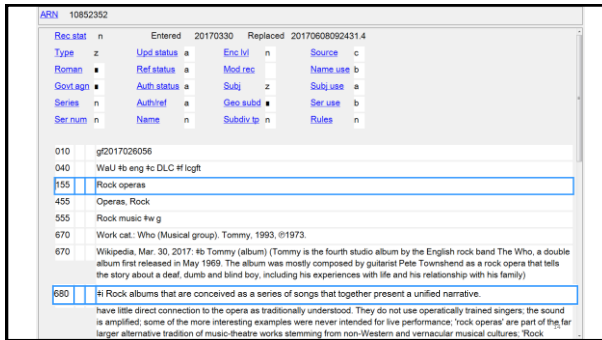 ARN 10852352
Rec stat n Entered 20170330 Replaced 20170608092431.4
Type z Upd status a Enc lvl n Source c
Roman ∎ Ref status a Mod rec Name use b
Govt agn ∎ Auth status a Subj z Subj use a
Series n Auth/ref a Geo subd ∎ Ser use b
Ser num n Name n Subdiv tp n Rules n
010 gf2017026056
040 WaU ‡b eng ‡c DLC ‡f lcgft
155 Rock operas
455 Operas, Rock
555 Rock music ‡w g
670 Work cat.: Who (Musical group). Tommy, 1993, ℗1973.
670 Wikipedia, Mar. 30, 2017: ‡b Tommy (album) (Tommy is the fourth studio album by the English rock band The Who, a double
album first released in May 1969. The album was mostly composed by guitarist Pete Townshend as a rock opera that tells
the story about a deaf, dumb and blind boy, including his experiences with life and his relationship with his family)
680 ‡i Rock albums that are conceived as a series of songs that together present a unified narrative.
have little direct connection to the opera as traditionally understood. They do not use operatically trained singers; the sound
is amplified; some of the more interesting examples were never intended for live performance; 'rock operas' are part of the far
larger alternative tradition of music-theatre works stemming from non-Western and vernacular musical cultures; 'Rock